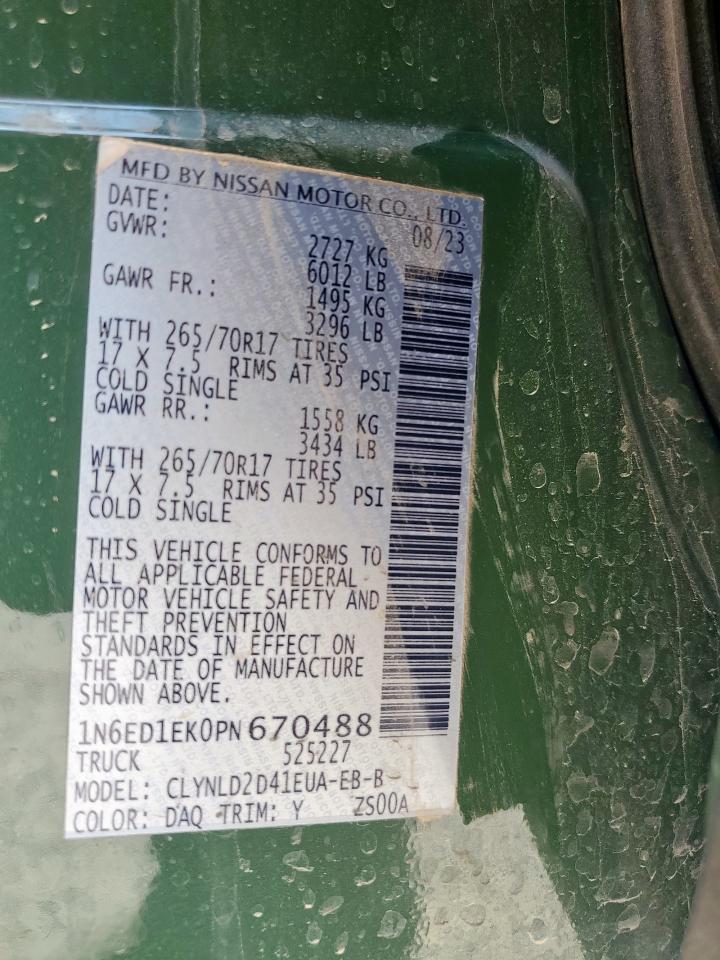 MFD BY NISSAN MOTOR CO., LTD.
DATE: 08/23
GVWR: 2727 KG
6012 LB
GAWR FR.: 1495 KG
3296 LB
WITH 265/70R17 TIRES
17 X 7.5 RIMS AT 35 PSI
COLD SINGLE
GAWR RR.: 1558 KG
3434 LB
WITH 265/70R17 TIRES
17 X 7.5 RIMS AT 35 PSI
COLD SINGLE
THIS VEHICLE CONFORMS TO
ALL APPLICABLE FEDERAL
MOTOR VEHICLE SAFETY AND
THEFT PREVENTION
STANDARDS IN EFFECT ON
THE DATE OF MANUFACTURE
SHOWN ABOVE.
1N6ED1EK0PN670488
TRUCK 525227
MODEL: CLYNLD2D41EUA-EB-B
COLOR: DAQ TRIM: Y ZS00A